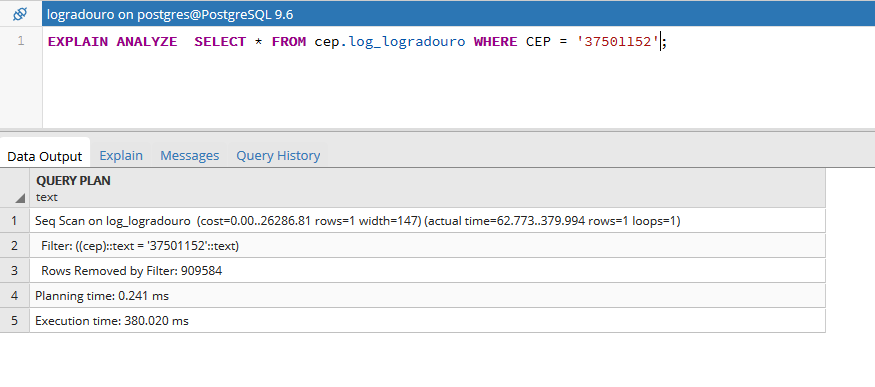 logradouro on postgres@PostgreSQL 9.6
1 EXPLAIN ANALYZE  SELECT * FROM cep.log_logradouro WHERE CEP = '37501152';
Data Output Explain Messages Query History
QUERY PLAN
text
1 Seq Scan on log_logradouro (cost=0.00..26286.81 rows=1 width=147) (actual time=62.773..379.994 rows=1 loops=1)
2 Filter: ((cep)::text = '37501152'::text)
3 Rows Removed by Filter: 909584
4 Planning time: 0.241 ms
5 Execution time: 380.020 ms